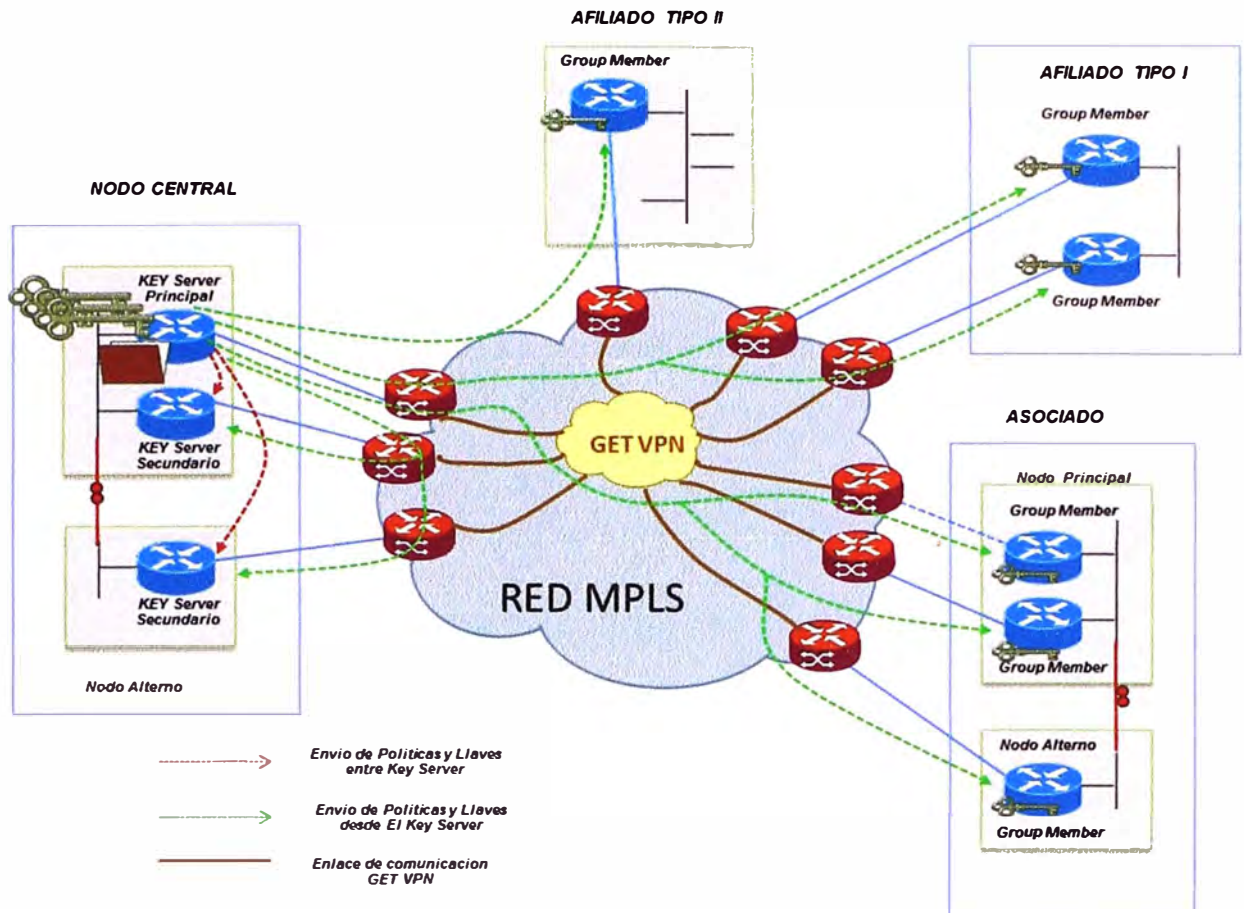 AFILIADO TIPO II
Group Member
AFILIADO TIPO I
Group Member
Group Member
NODO CENTRAL
KEY Server
Principal
KEY Server
Secundario
KEY Server
Secundario
Nodo Alterno
GET VPN
RED MPLS
ASOCIADO
Nodo Principal
Group Member
Group Member
Nodo Alterno
Group Member
Envio de Politicas y Llaves
entre Key Server
Envio de Politicas y Llaves
desde El Key Server
Enlace de comunicacion
GET VPN